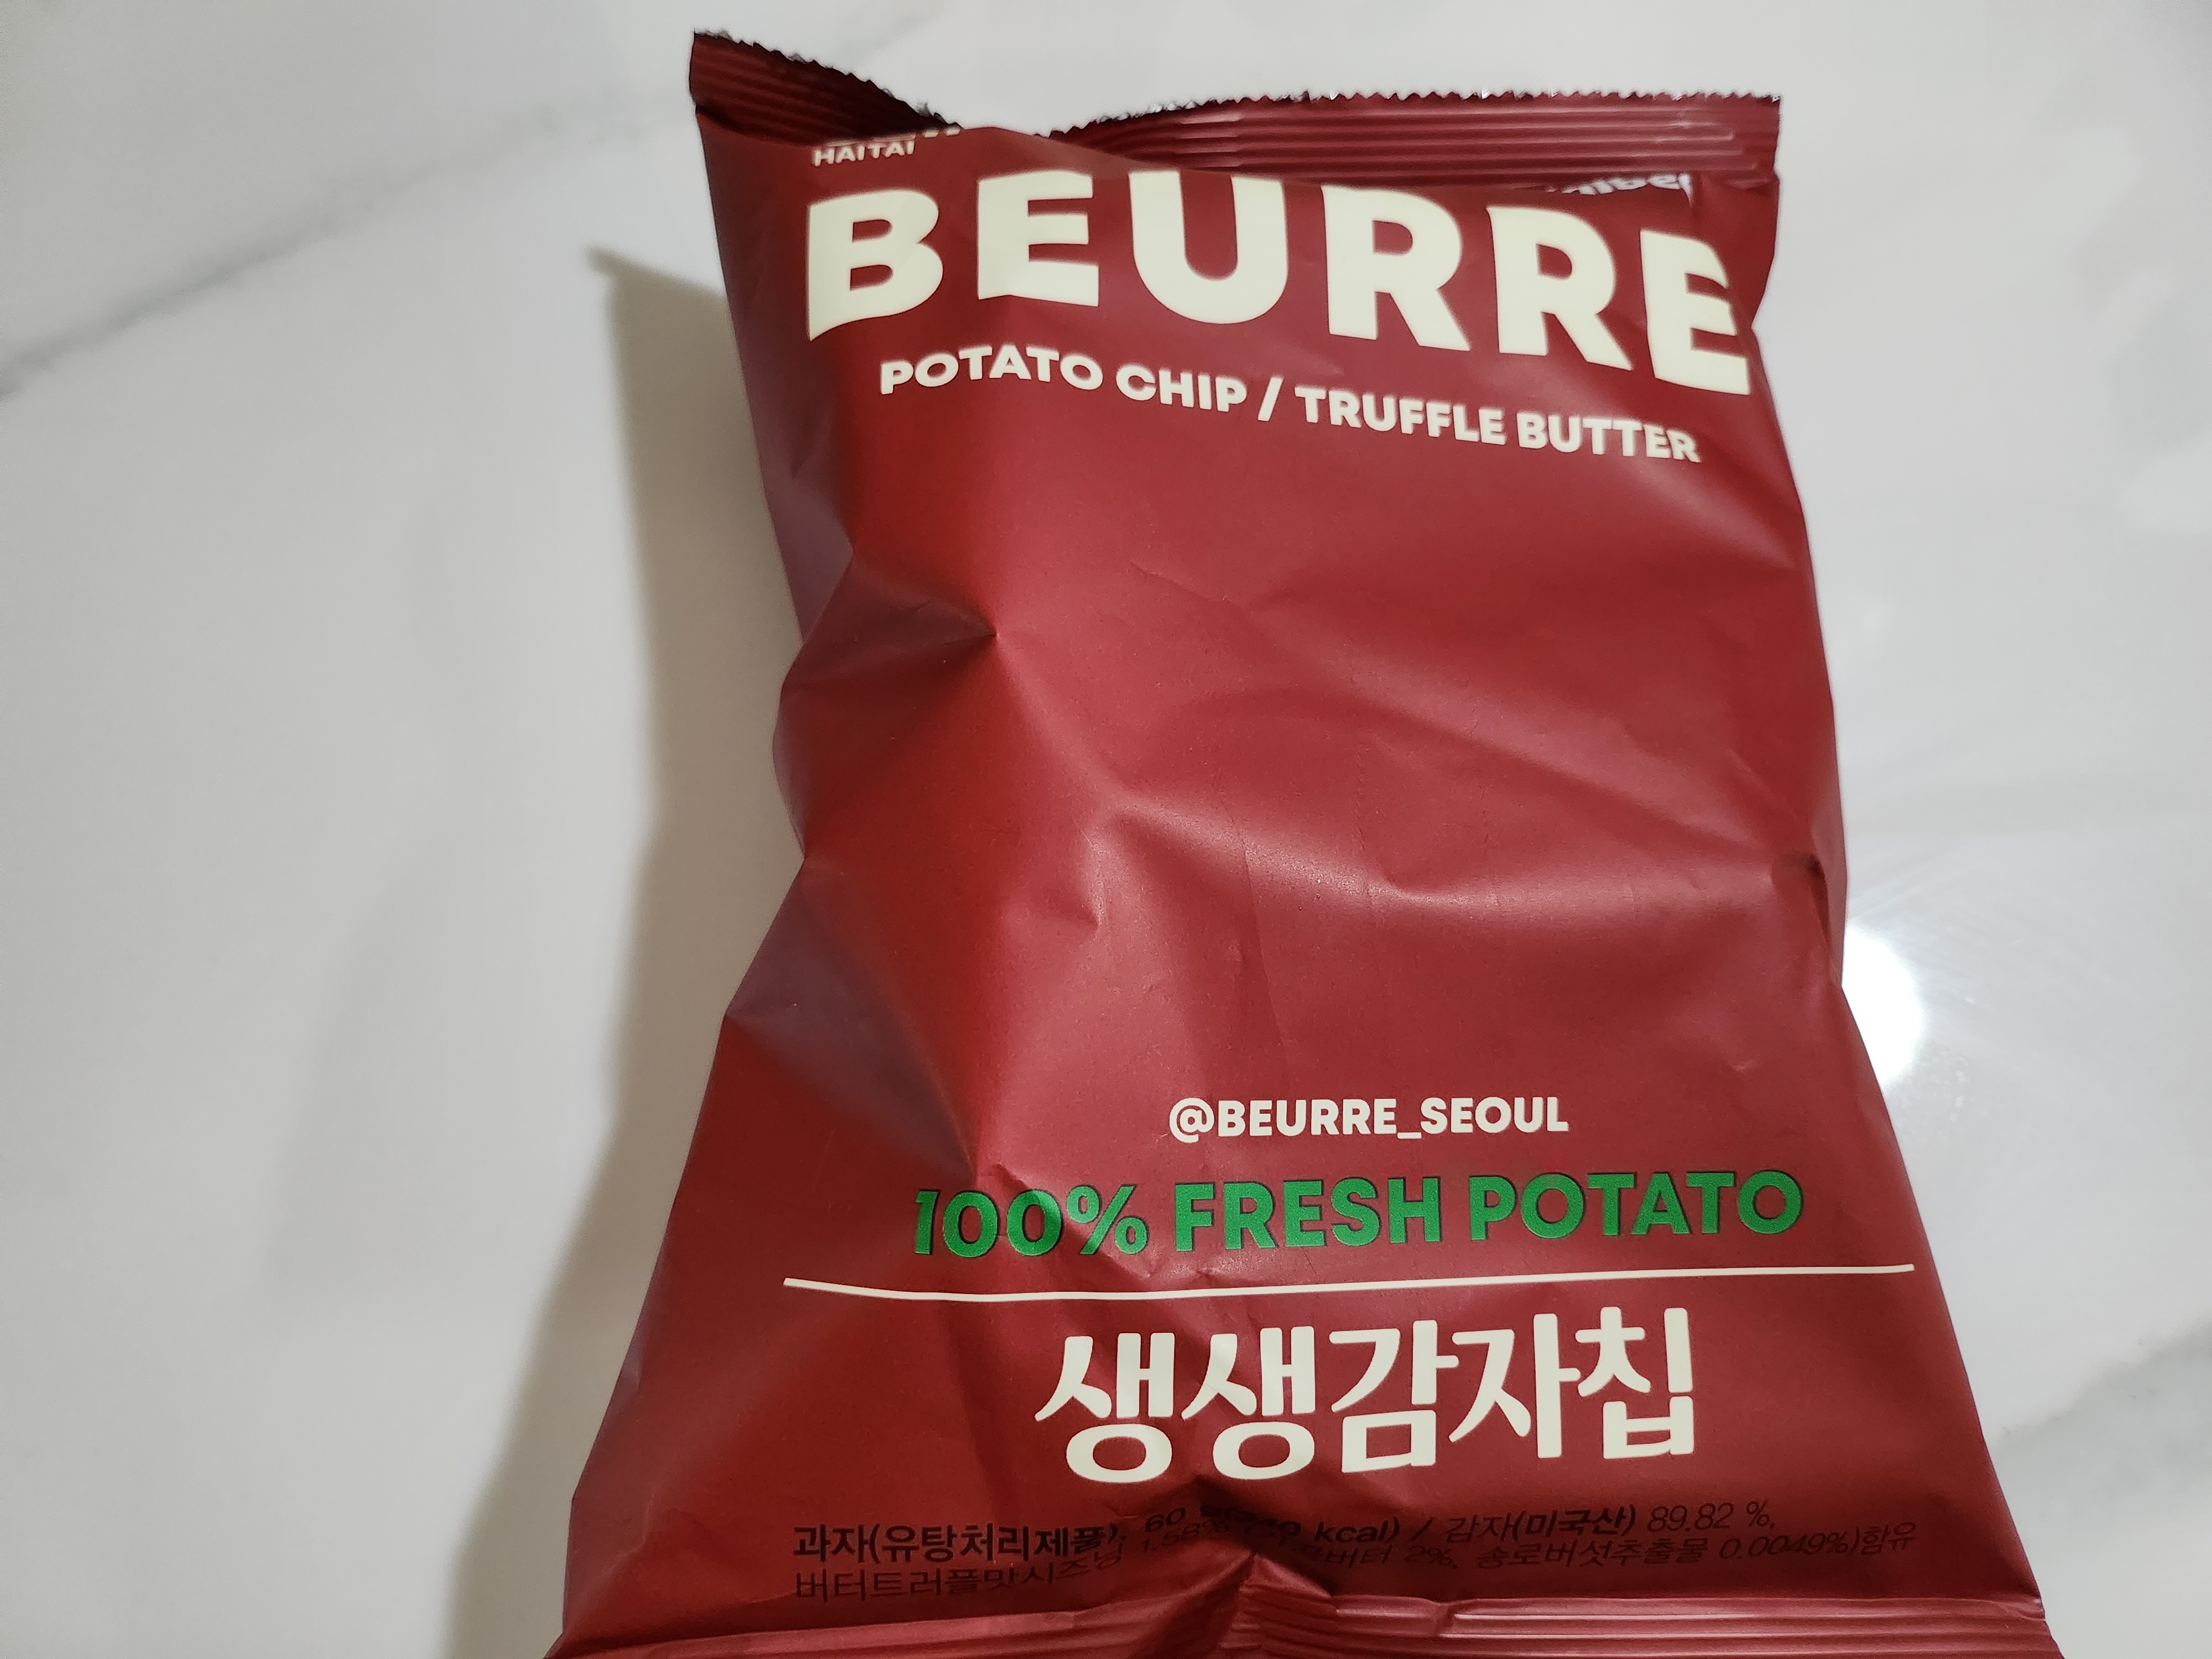 HAITAI
BEURRE
POTATO CHIP / TRUFFLE BUTTER
@BEURRE_SEOUL
100% FRESH POTATO
생생감자칩
과자(유탕처리제품), 60 kcal) / 감자(미국산) 89.82 %,
버터트러플맛시즈닝 1.58% 버터 2%, 송로버섯추출물 0.0049%)함유